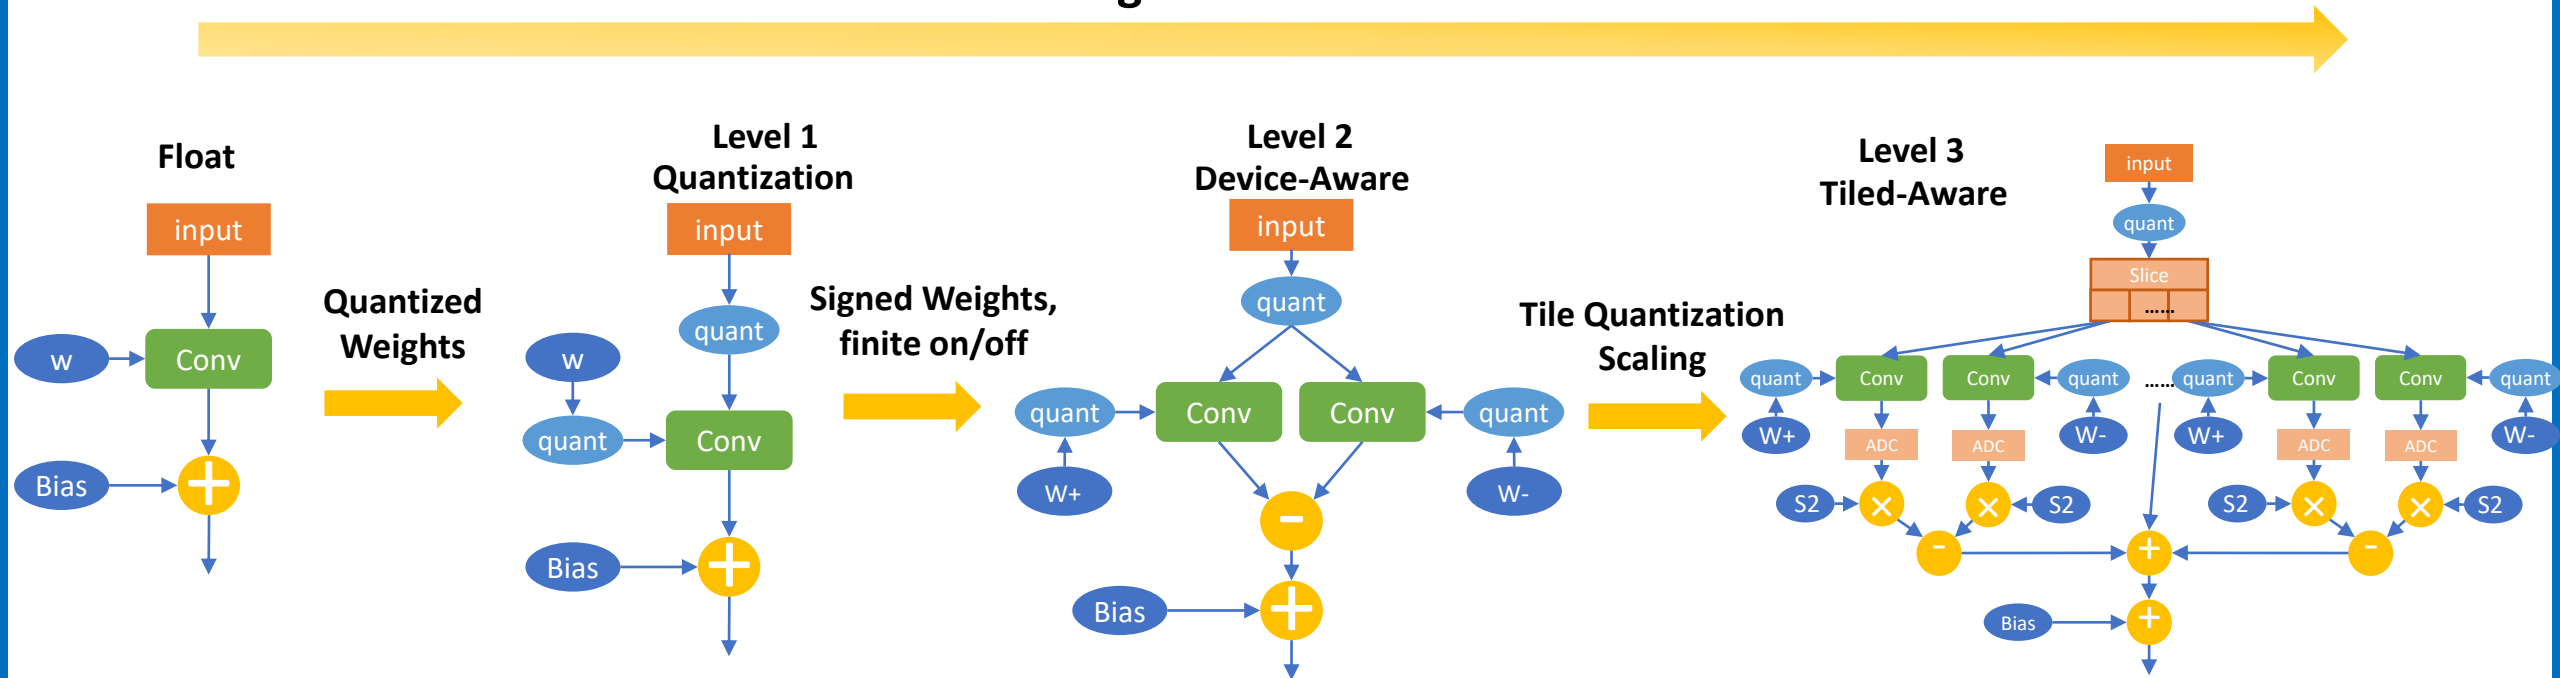 Float
input
w
Conv
Bias
+
Quantized
Weights
Level 1
Quantization
input
quant
w
quant
Conv
Bias
+
Signed Weights,
finite on/off
Level 2
Device-Aware
input
quant
quant
Conv
Conv
quant
W+
W-
-
Bias
+
Tile Quantization
Scaling
Level 3
Tiled-Aware
input
quant
Slice
......
quant
Conv
Conv
quant
......
quant
Conv
Conv
quant
W+
ADC
ADC
W-
W+
ADC
ADC
W-
S2
×
×
S2
S2
×
×
S2
-
+
-
Bias
+